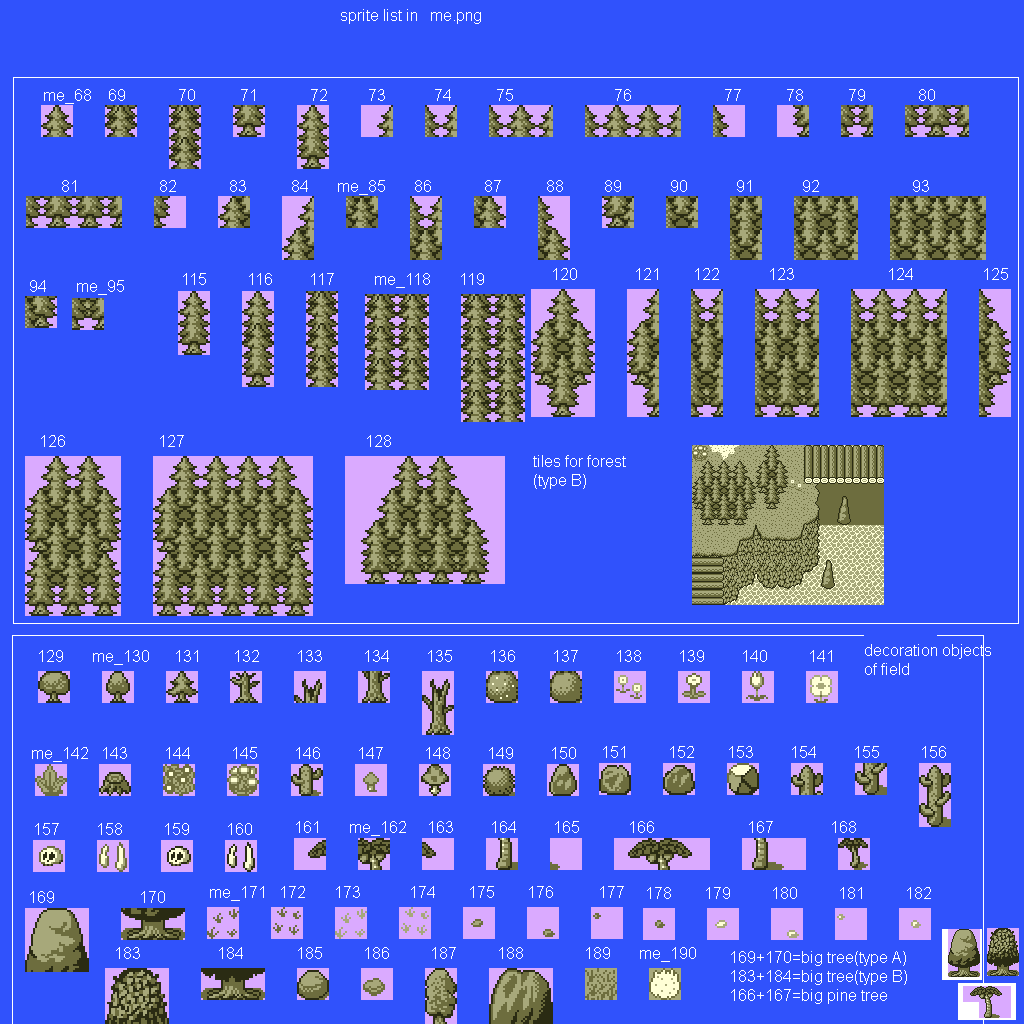 sprite list in me.png
me_68 69 70 71 72 73 74 75 76 77 78 79 80
81 82 83 84 me_85 86 87 88 89 90 91 92 93
94 me_95 115 116 117 me_118 119 120 121 122 123 124 125
126 127 128
tiles for forest
(type B)
decoration objects
of field
129 me_130 131 132 133 134 135 136 137 138 139 140 141
me_142 143 144 145 146 147 148 149 150 151 152 153 154 155 156
157 158 159 160 161 me_162 163 164 165 166 167 168
169 170 me_171 172 173 174 175 176 177 178 179 180 181 182
183 184 185 186 187 188 189 me_190
169+170=big tree(type A)
183+184=big tree(type B)
166+167=big pine tree